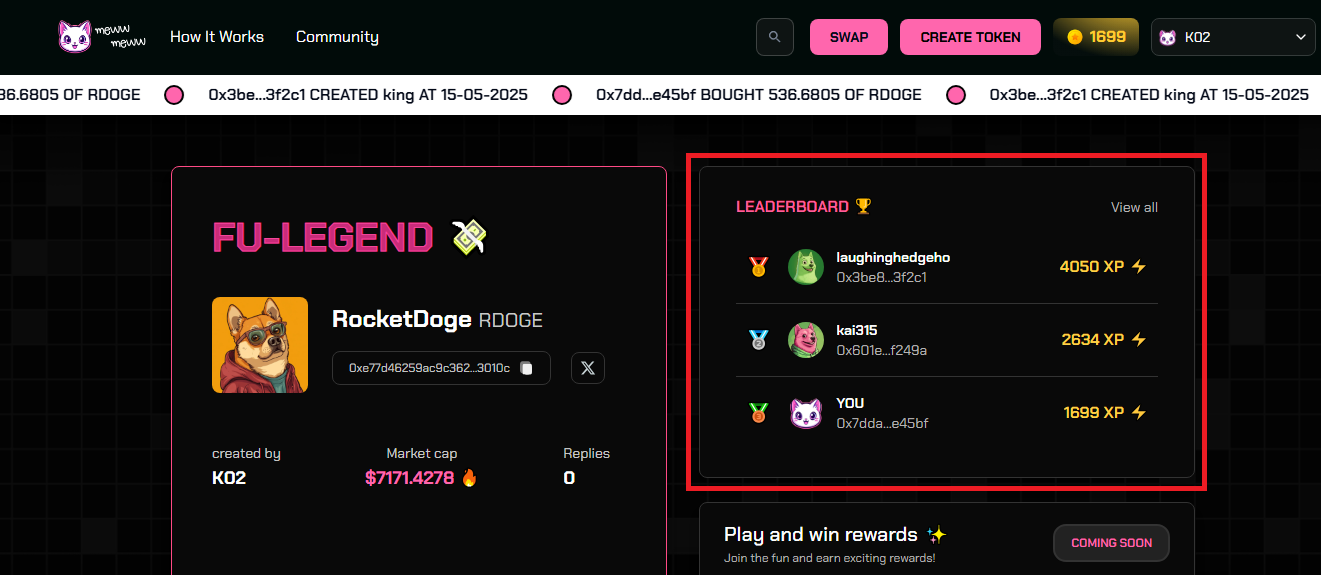 meww
meww
How It Works
Community
SWAP
CREATE TOKEN
1699
K02
36.6805 OF RDOGE
0x3be...3f2c1 CREATED king AT 15-05-2025
0x7dd...e45bf BOUGHT 536.6805 OF RDOGE
0x3be...3f2c1 CREATED king AT 15-05-2025
FU-LEGEND
RocketDoge RDOGE
0xe77d46259ac9c362...3010c
created by
K02
Market cap
$7171.4278
Replies
0
LEADERBOARD
View all
1
laughinghedgeho
0x3be8...3f2c1
4050 XP
2
kai315
0x601e...f249a
2634 XP
3
YOU
0x7dda...e45bf
1699 XP
Play and win rewards
Join the fun and earn exciting rewards!
COMING SOON